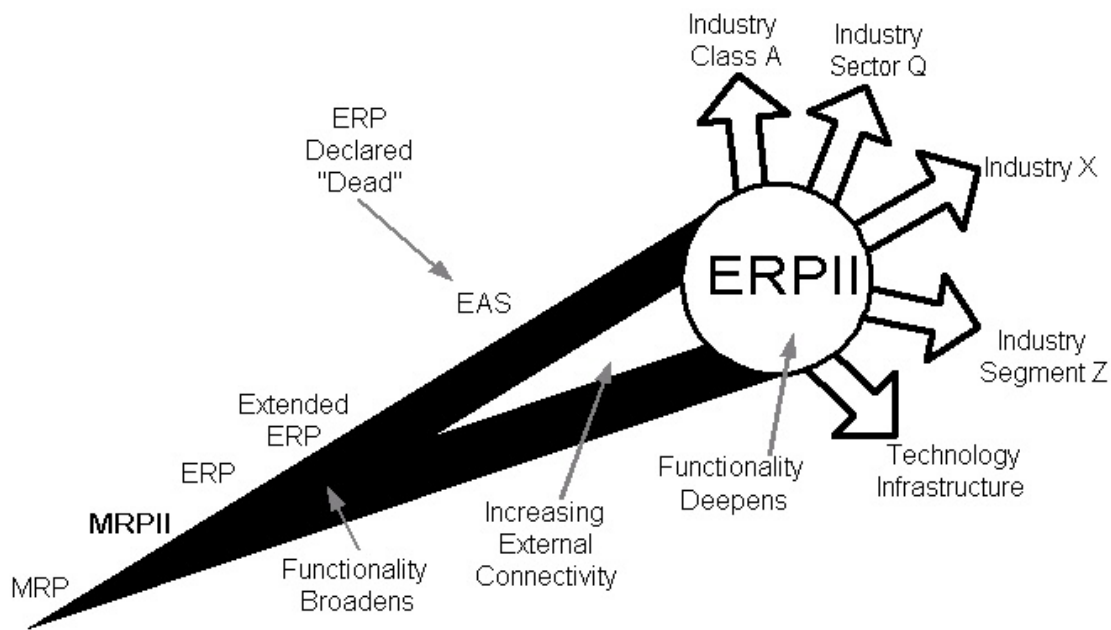 Industry
Class A
Industry
Sector Q
ERP
Declared
"Dead"
Industry X
ERPII
EAS
Industry
Segment Z
Extended
ERP
Functionality
Deepens
Technology
Infrastructure
ERP
Increasing
External
Connectivity
MRPII
Functionality
Broadens
MRP